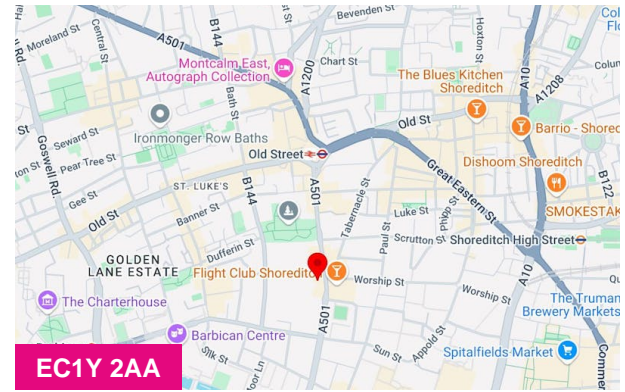 Bevenden St
Moreland St
Central St
A501
B144
Montcalm East,
Autograph Collection
A1200
Chart St
Hoxton St
A10
A1208
The Blues Kitchen
Shoreditch
Bath St
Goswell Rd.
Seward St
Ironmonger Row Baths
Old St
Barrio - Shored
Pear Tree St
Old Street
Great Eastern St
Dishoom Shoreditch
Gee St
ST. LUKE'S
A501
B144
Tabernacle St
B122
Old St
Banner St
Luke St
Phipp St
SMOKESTAK
Paul St
Scrutton St
Shoreditch High Street
Dufferin St
GOLDEN
LANE ESTATE
Flight Club Shoreditch
Worship St
A10
Worship St
The Charterhouse
The Truman
Brewery Markets
A501
Barbican Centre
Sun St
Appold St
Spitalfields Market
EC1Y 2AA